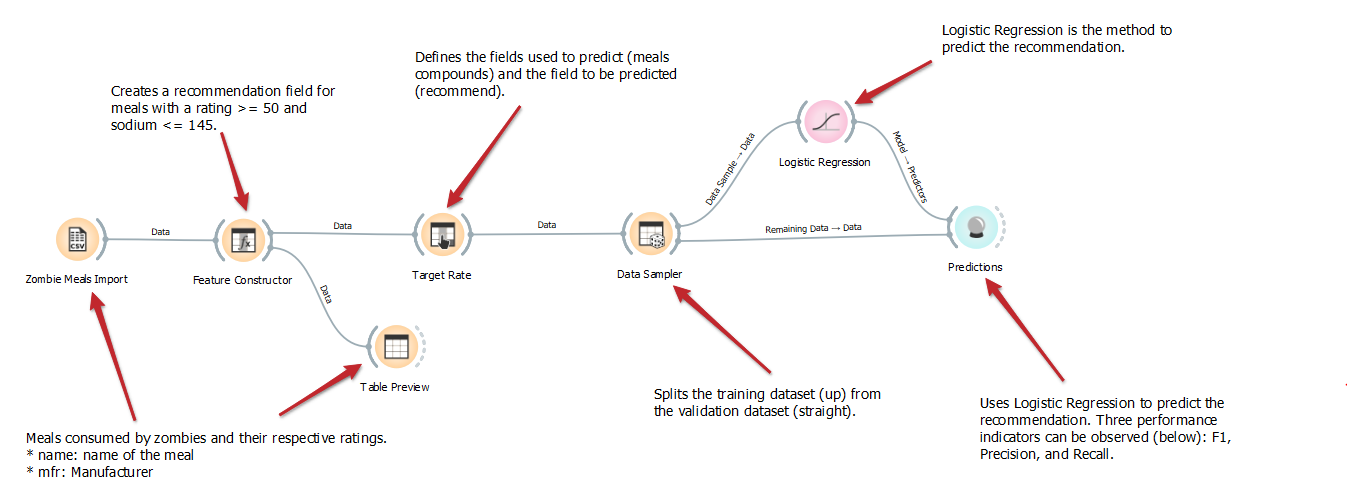 Logistic Regression is the method to
predict the recommendation.
Defines the fields used to predict (meals
compounds) and the field to be predicted
(recommend).
Creates a recommendation field for
meals with a rating >= 50 and
sodium <= 145.
Data Sample → Data
Logistic Regression
Model → Predictors
CSV
Zombie Meals Import
Data
fx
Feature Constructor
Data
Target Rate
Data
Data Sampler
Remaining Data → Data
Predictions
Data
Table Preview
Meals consumed by zombies and their respective ratings.
* name: name of the meal
* mfr: Manufacturer
Splits the training dataset (up) from
the validation dataset (straight).
Uses Logistic Regression to predict the
recommendation. Three performance
indicators can be observed (below): F1,
Precision, and Recall.